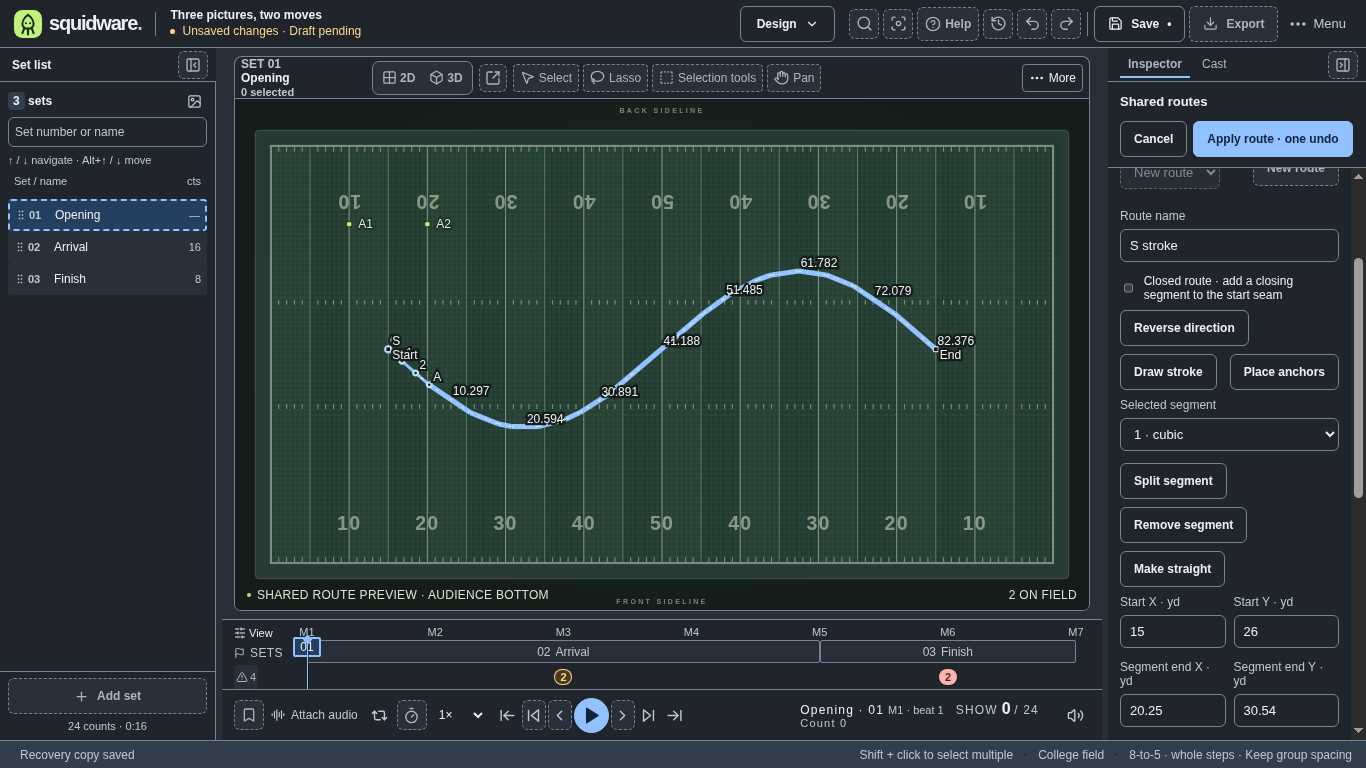 squidware.
Three pictures, two moves
Unsaved changes · Draft pending
Design
Help
Save •
Export
Menu
Set list
3 sets
Set number or name
↑ / ↓ navigate · Alt+↑ / ↓ move
Set / name cts
01 Opening —
02 Arrival 16
03 Finish 8
Add set
24 counts · 0:16
SET 01
Opening
0 selected
2D
3D
Select
Lasso
Selection tools
Pan
More
BACK SIDELINE
10 20 30 40 50 40 30 20 10
A1
A2
61.782
51.485
72.079
S
Start
41.188
82.376
End
2
A
10.297
30.891
20.594
10 20 30 40 50 40 30 20 10
SHARED ROUTE PREVIEW · AUDIENCE BOTTOM
FRONT SIDELINE
2 ON FIELD
View
M1 M2 M3 M4 M5 M6 M7
SETS
01
02 Arrival
03 Finish
4
2
2
Attach audio
1×
Opening · 01 M1 · beat 1
Count 0
SHOW 0 / 24
Inspector
Cast
Shared routes
Cancel
Apply route · one undo
New route
New route
Route name
S stroke
Closed route · add a closing
segment to the start seam
Reverse direction
Draw stroke
Place anchors
Selected segment
1 · cubic
Split segment
Remove segment
Make straight
Start X · yd
Start Y · yd
15
26
Segment end X ·
yd
Segment end Y ·
yd
20.25
30.54
Recovery copy saved
Shift + click to select multiple · College field · 8-to-5 · whole steps · Keep group spacing